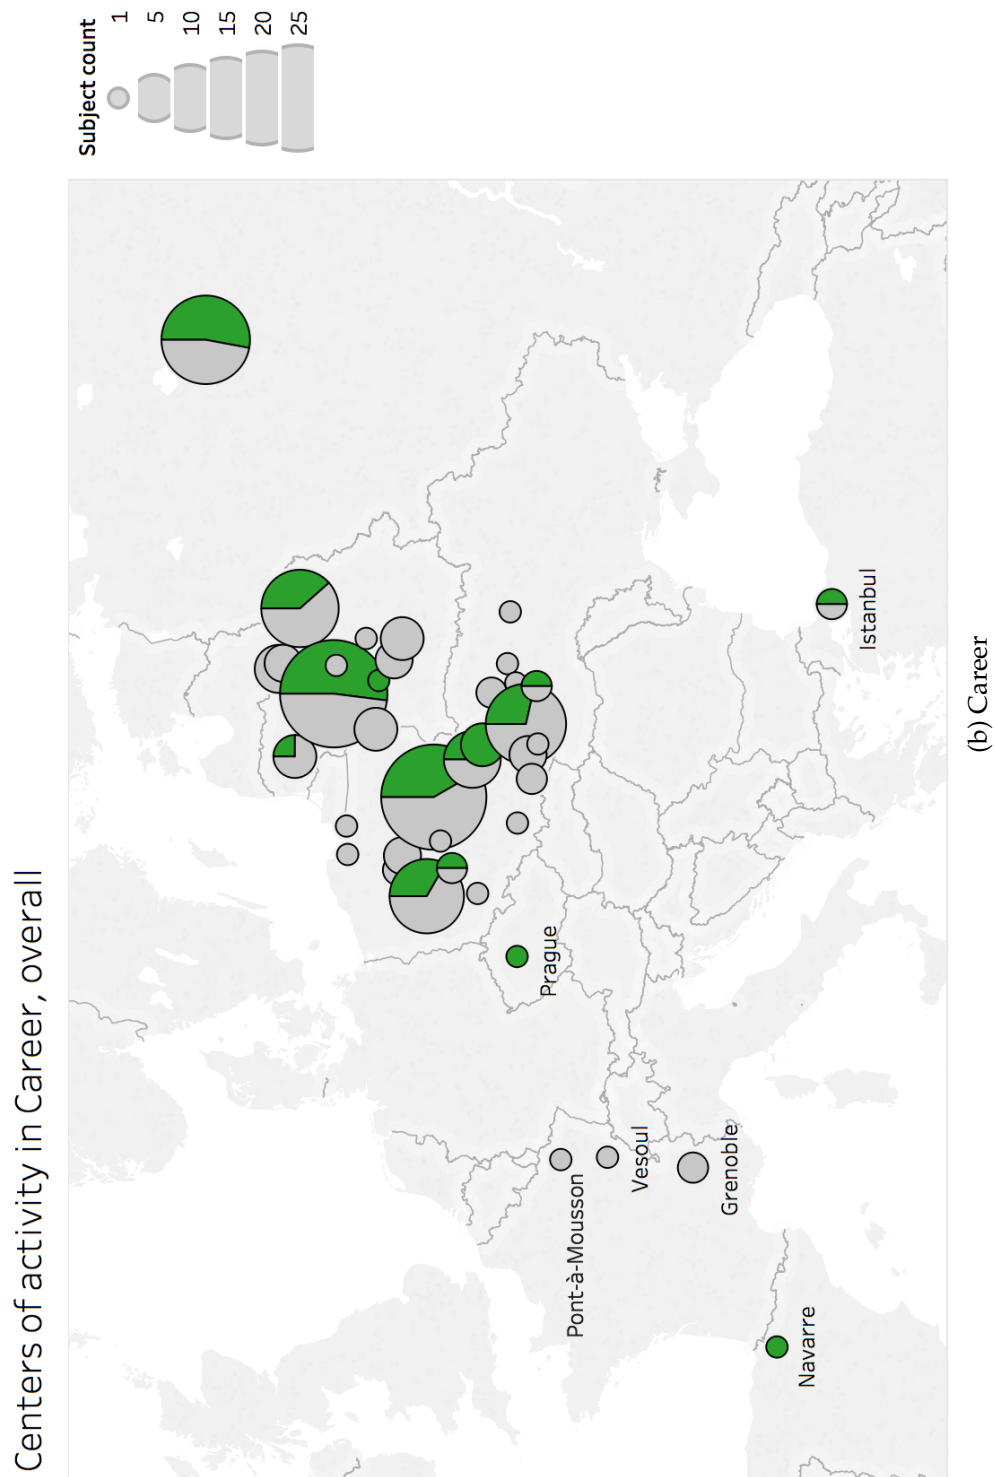 Centers of activity in Career, overall
Subject count
1
5
10
15
20
25
Prague
Pont-à-Mousson
Vesoul
Grenoble
Navarre
Istanbul
(b) Career